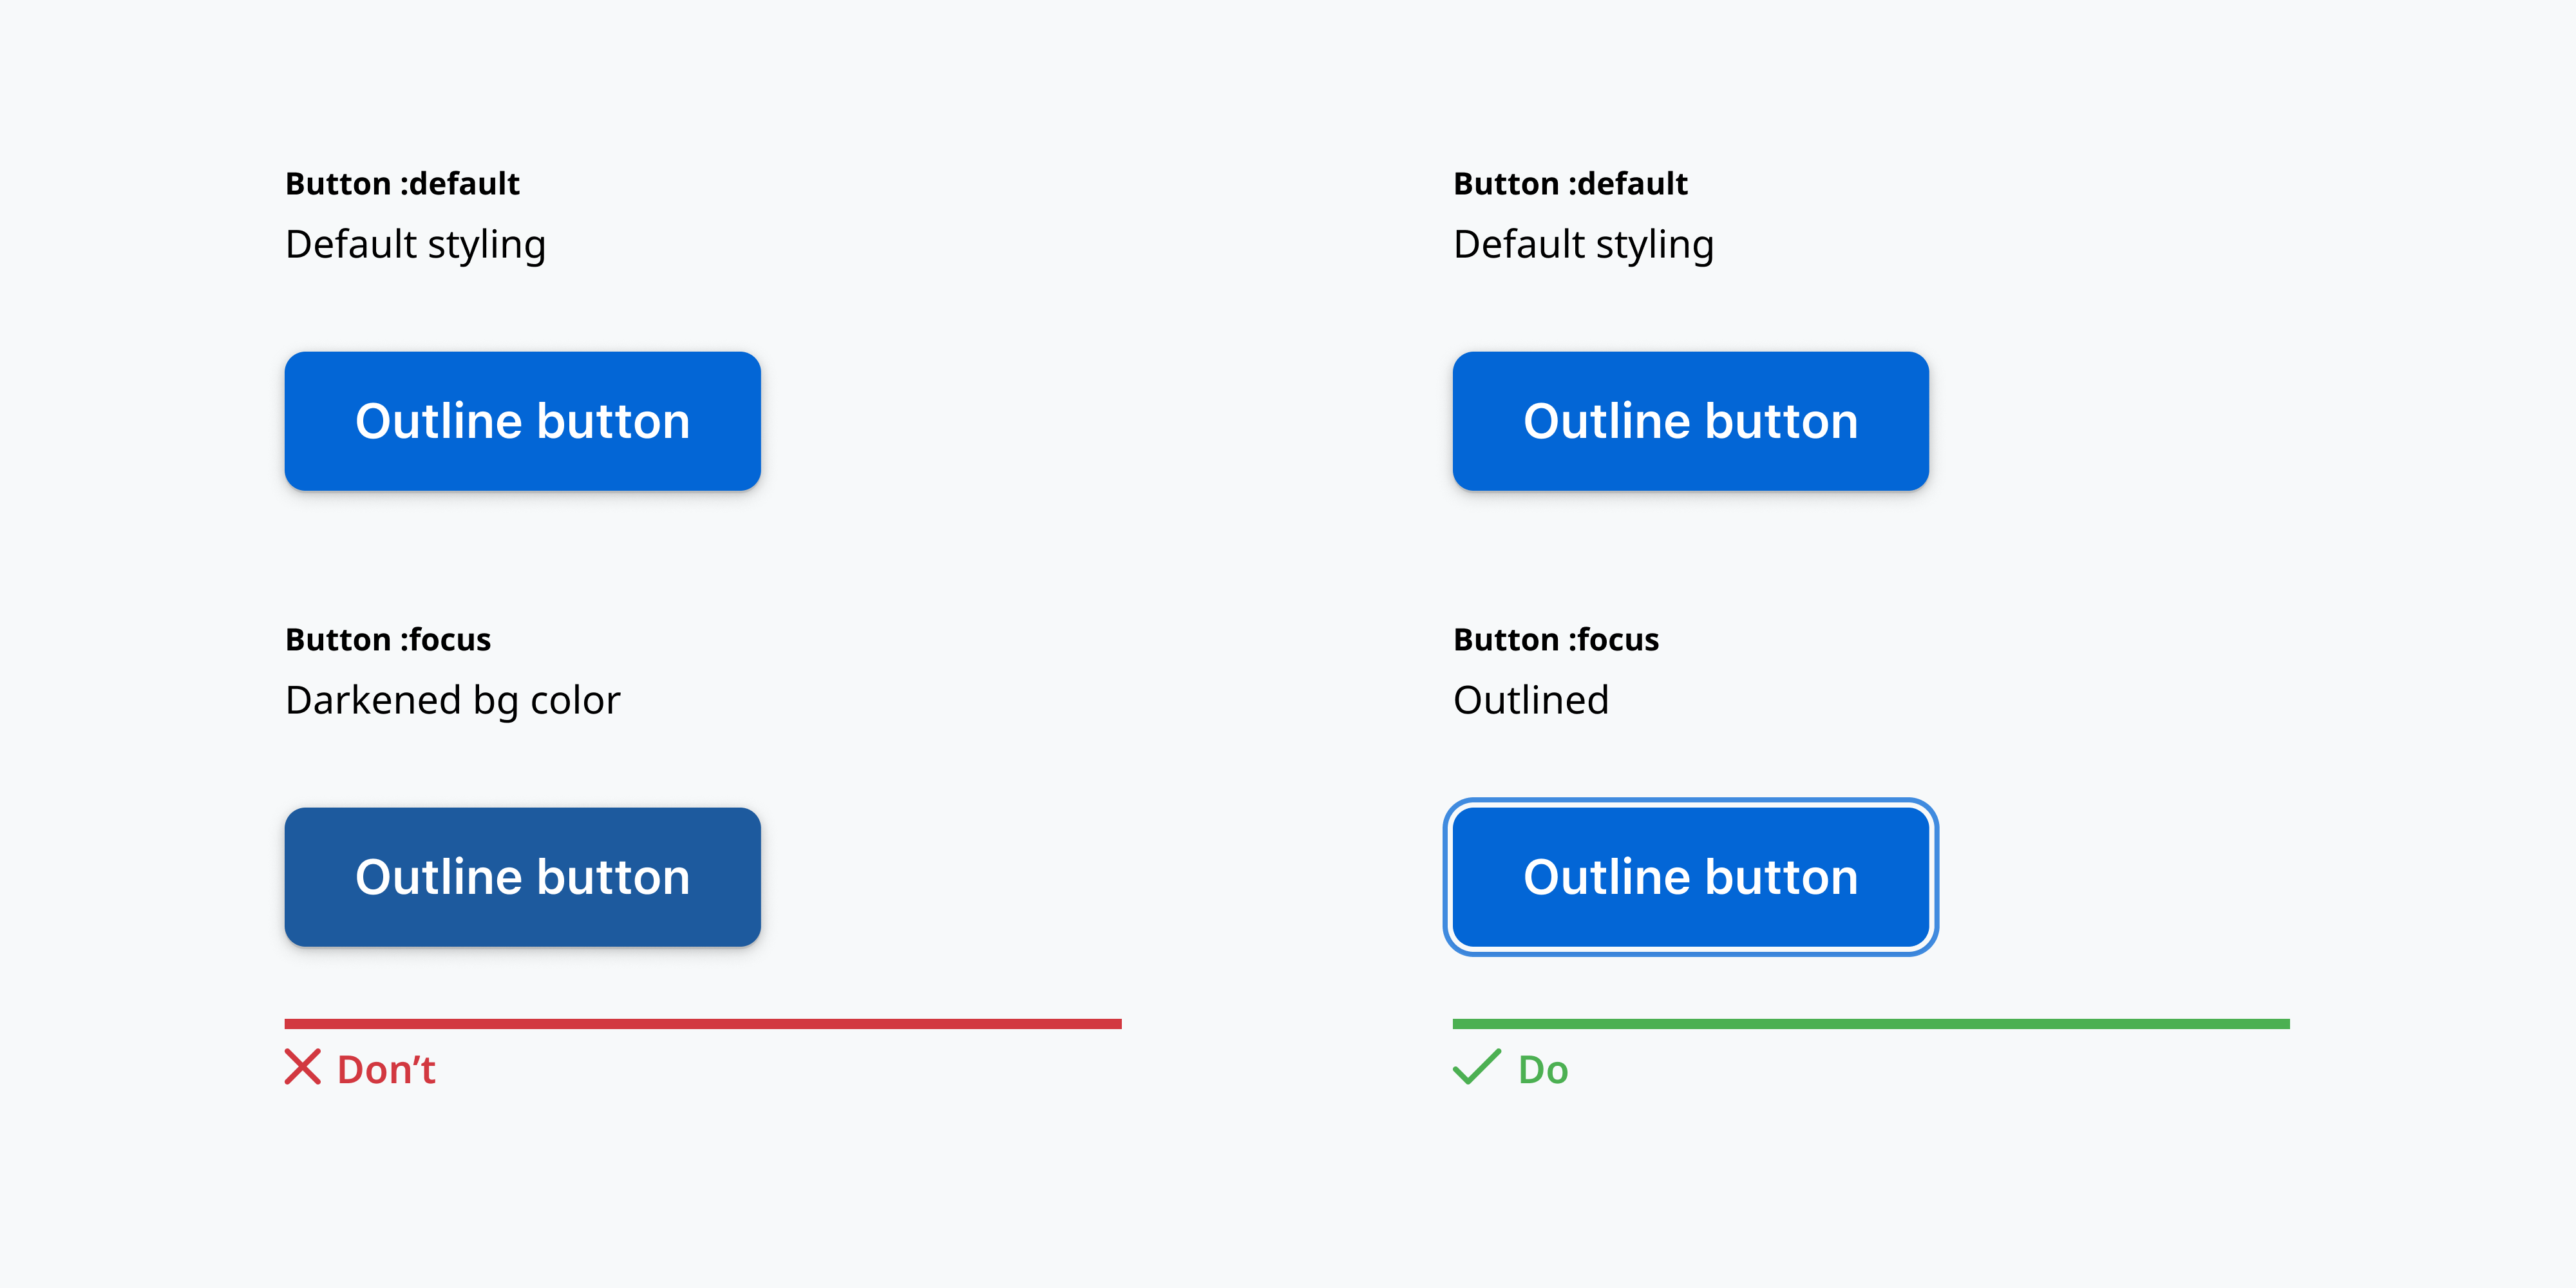 Button :default
Default styling
Outline button
Button :focus
Darkened bg color
Outline button
Don’t
Button :default
Default styling
Outline button
Button :focus
Outlined
Outline button
Do